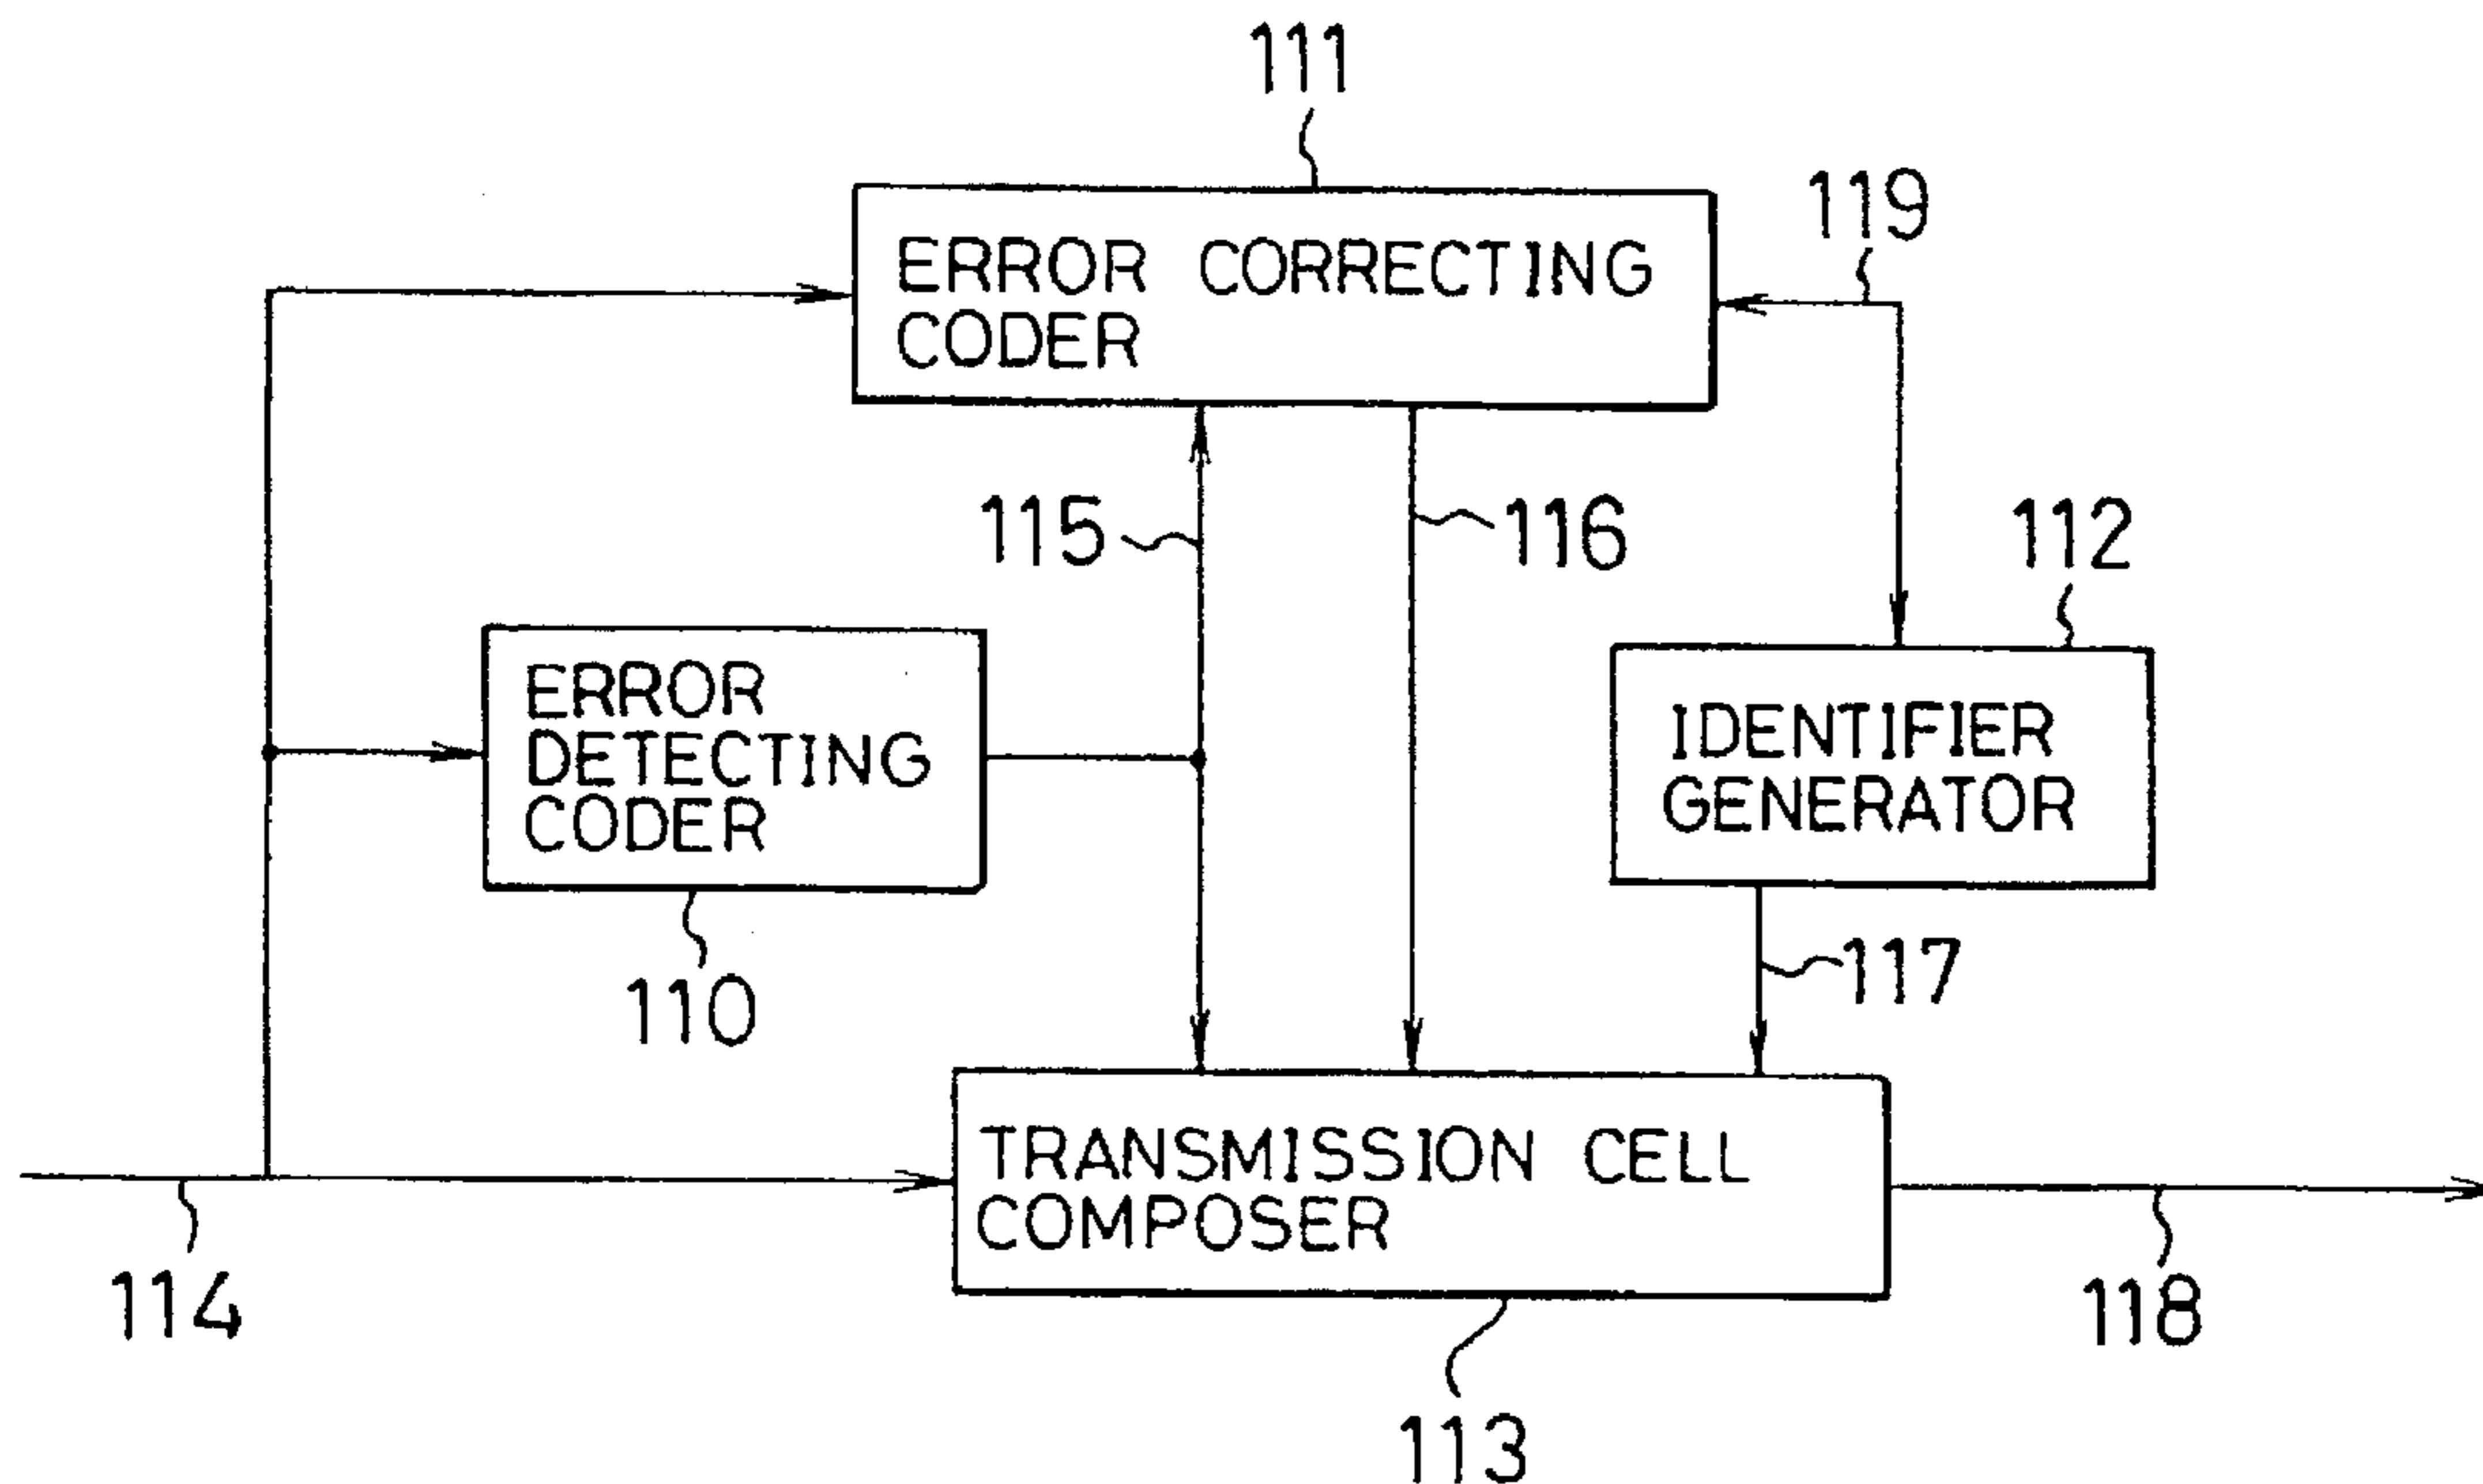 111
119
ERROR CORRECTING
CODER
115
116
112
ERROR
DETECTING
CODER
IDENTIFIER
GENERATOR
110
117
TRANSMISSION CELL
COMPOSER
114
118
113